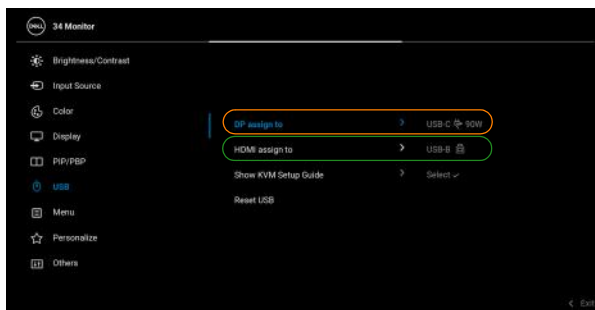 DELL 34 Monitor
Brightness/Contrast
Input Source
Color
Display
PIP/PBP
USB
Menu
Personalize
Others
DP assign to > USB-C 90W
HDMI assign to > USB-B
Show KVM Setup Guide > Select ✓
Reset USB
< Exit